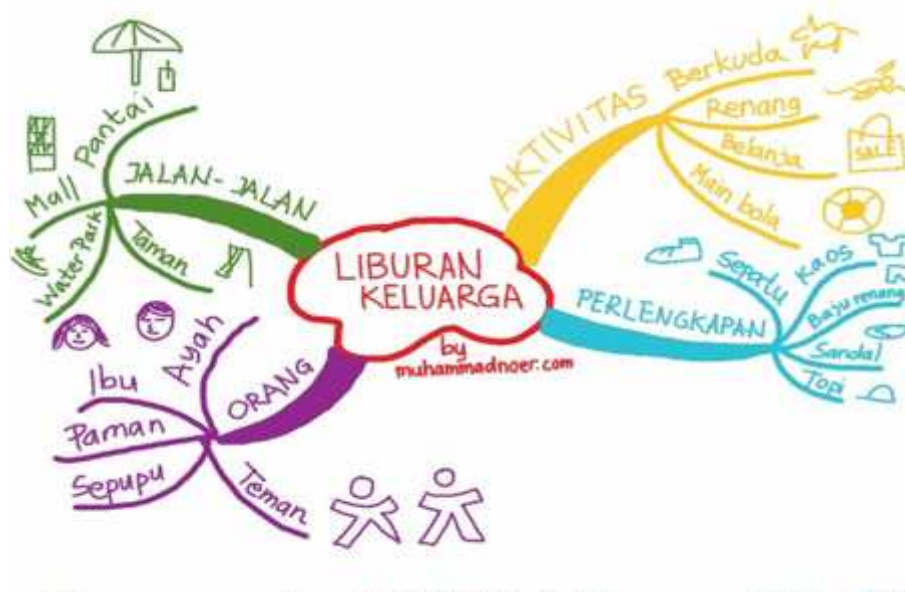 LIBURAN
KELUARGA
by
muhammadnoer.com
AKTIVITAS
Berkuda
Renang
Belanja
SALE
Main bola
PERLENGKAPAN
Sepatu
Kaos
Baju renang
Sandal
Topi
ORANG
Ayah
Ibu
Paman
Sepupu
Teman
JALAN-JALAN
Pantai
Mall
Water Park
Taman